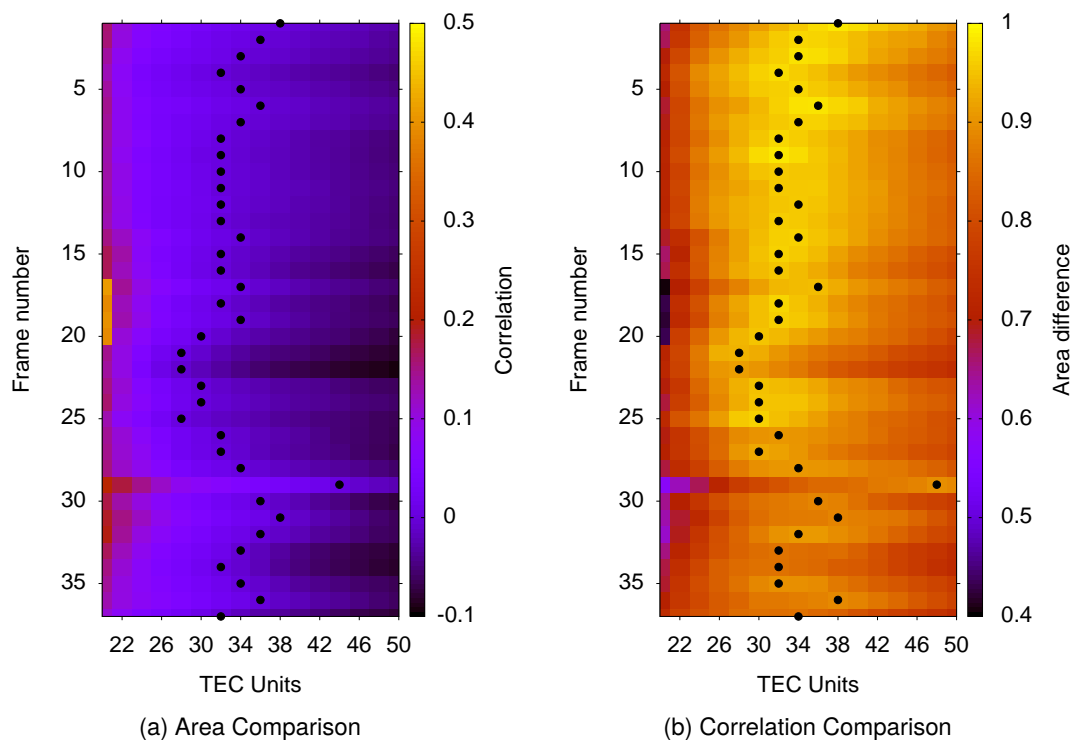 5
10
15
20
25
30
35
22 26 30 34 38 42 46 50
Frame number
TEC Units
0.5
0.4
0.3
0.2
0.1
0
-0.1
Correlation
(a) Area Comparison
5
10
15
20
25
30
35
22 26 30 34 38 42 46 50
Frame number
TEC Units
1
0.9
0.8
0.7
0.6
0.5
0.4
Area difference
(b) Correlation Comparison